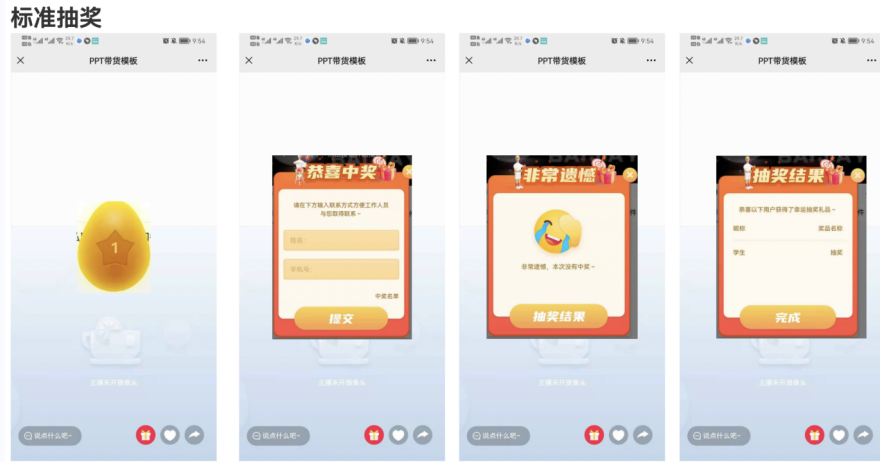 标准抽奖
9:54
PPT带货模板
1
主播未开摄像头
说点什么吧~
9:54
PPT带货模板
恭喜中奖
请在下方输入联系方式方便工作人员
与您取得联系~
手机号:
中奖名单
提交
主播未开摄像头
说点什么吧~
9:54
PPT带货模板
非常遗憾
非常遗憾,本次没有中奖~
抽奖结果
主播未开摄像头
说点什么吧~
9:54
PPT带货模板
抽奖结果
恭喜以下用户获得了幸运抽奖礼品~
昵称 奖品名称
学生 抽奖
完成
主播未开摄像头
说点什么吧~